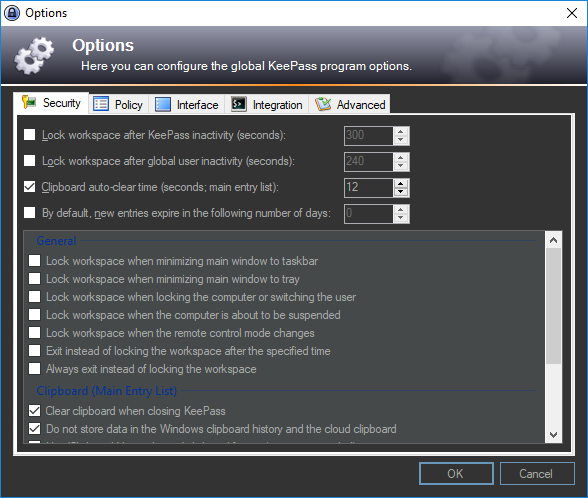 Options
Options
Here you can configure the global KeePass program options.
Security Policy Interface Integration Advanced
Lock workspace after KeePass inactivity (seconds): 300
Lock workspace after global user inactivity (seconds): 240
Clipboard auto-clear time (seconds; main entry list): 12
By default, new entries expire in the following number of days: 0
General
Lock workspace when minimizing main window to taskbar
Lock workspace when minimizing main window to tray
Lock workspace when locking the computer or switching the user
Lock workspace when the computer is about to be suspended
Lock workspace when the remote control mode changes
Exit instead of locking the workspace after the specified time
Always exit instead of locking the workspace
Clipboard (Main Entry List)
Clear clipboard when closing KeePass
Do not store data in the Windows clipboard history and the cloud clipboard
OK Cancel